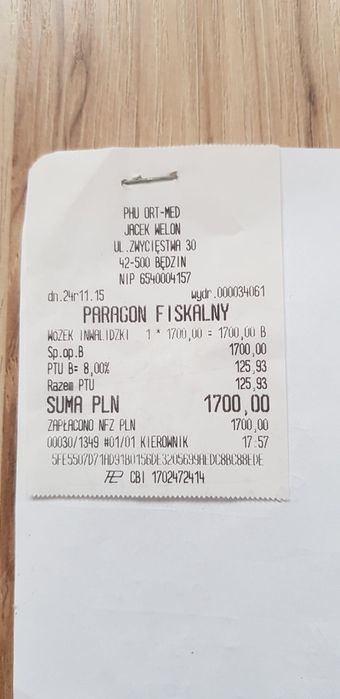 PHU ORT-MED
JACEK WELON
UL.ZWYCIĘSTWA 30
42-500 BĘDZIN
NIP 6540004157
dn.24r11.15 wydr.000034061
PARAGON FISKALNY
WÓZEK INWALIDZKI 1 * 1700,00 = 1700,00 B
Sp.op.B 1700,00
PTU B= 8,00% 125,93
Razem PTU 125,93
SUMA PLN 1700,00
ZAPŁACONO NFZ PLN 1700,00
00030/1349 #01/01 KIEROWNIK 17:57
CBI 1702472414